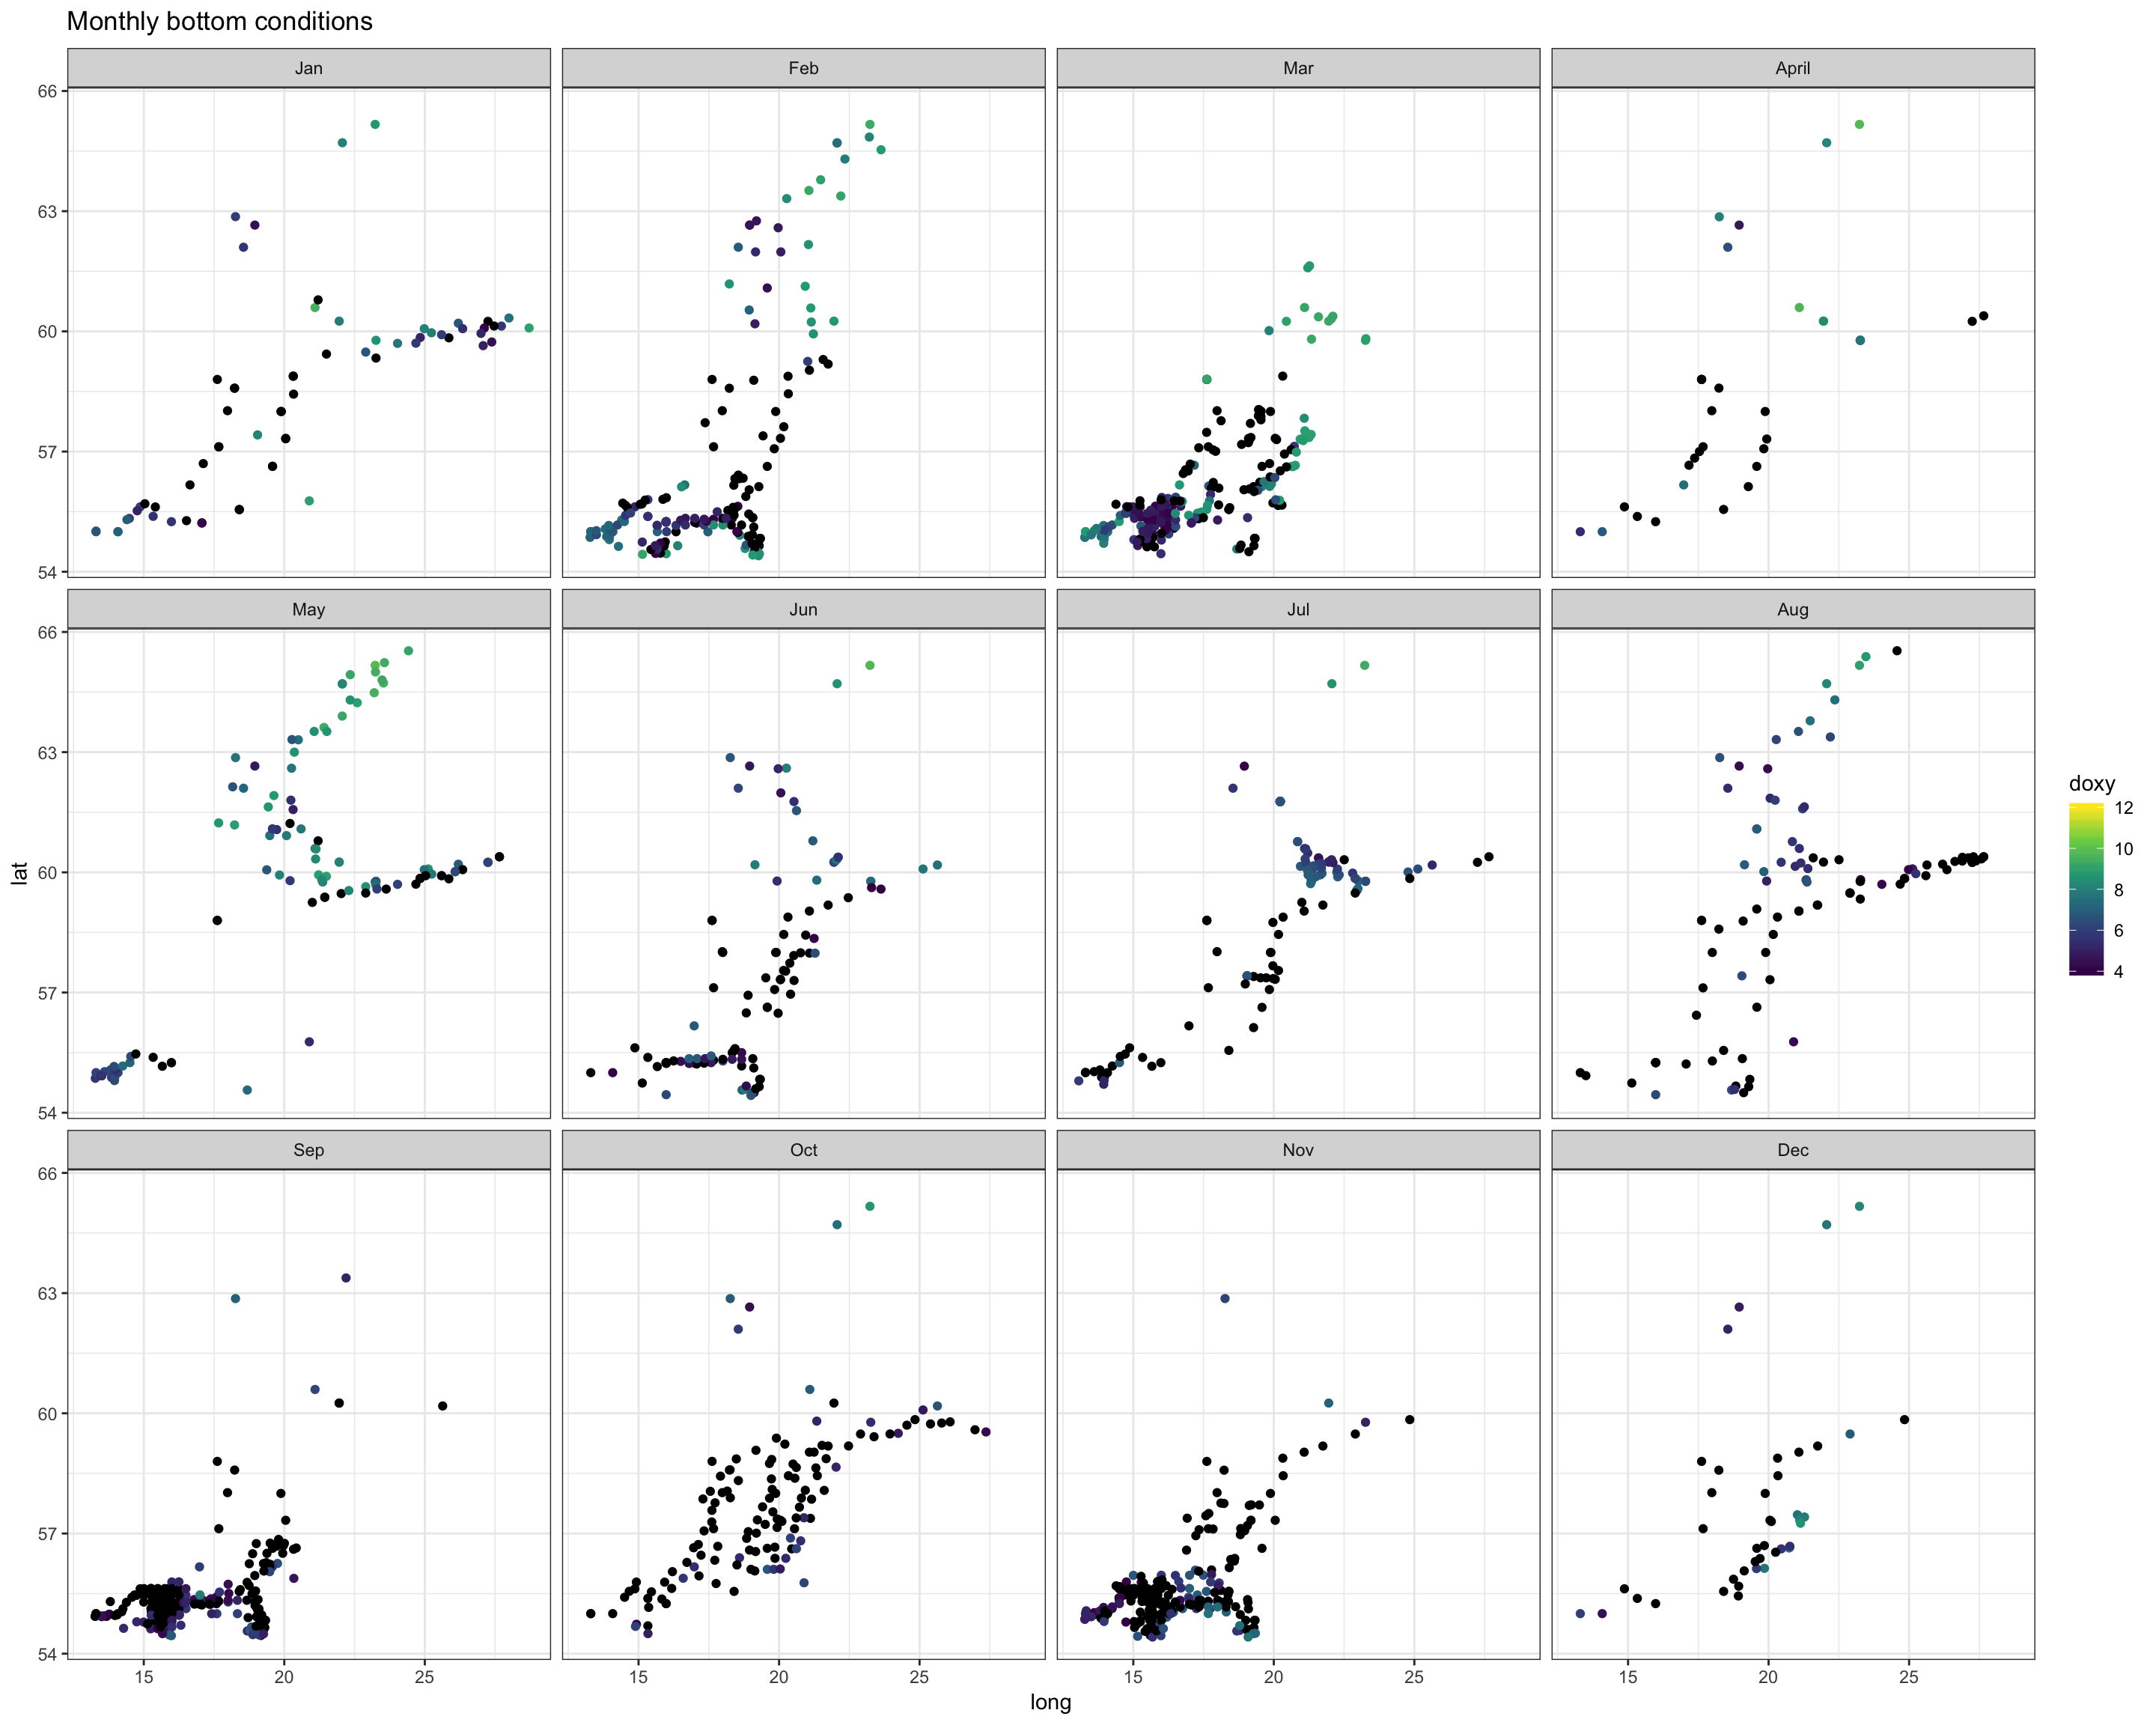 Monthly bottom conditions
Jan Feb Mar April
66
63
60
57
54
May Jun Jul Aug
66
63
60
57
54
Sep Oct Nov Dec
66
63
60
57
54
15 20 25 15 20 25 15 20 25 15 20 25
long
lat
doxy
12
10
8
6
4